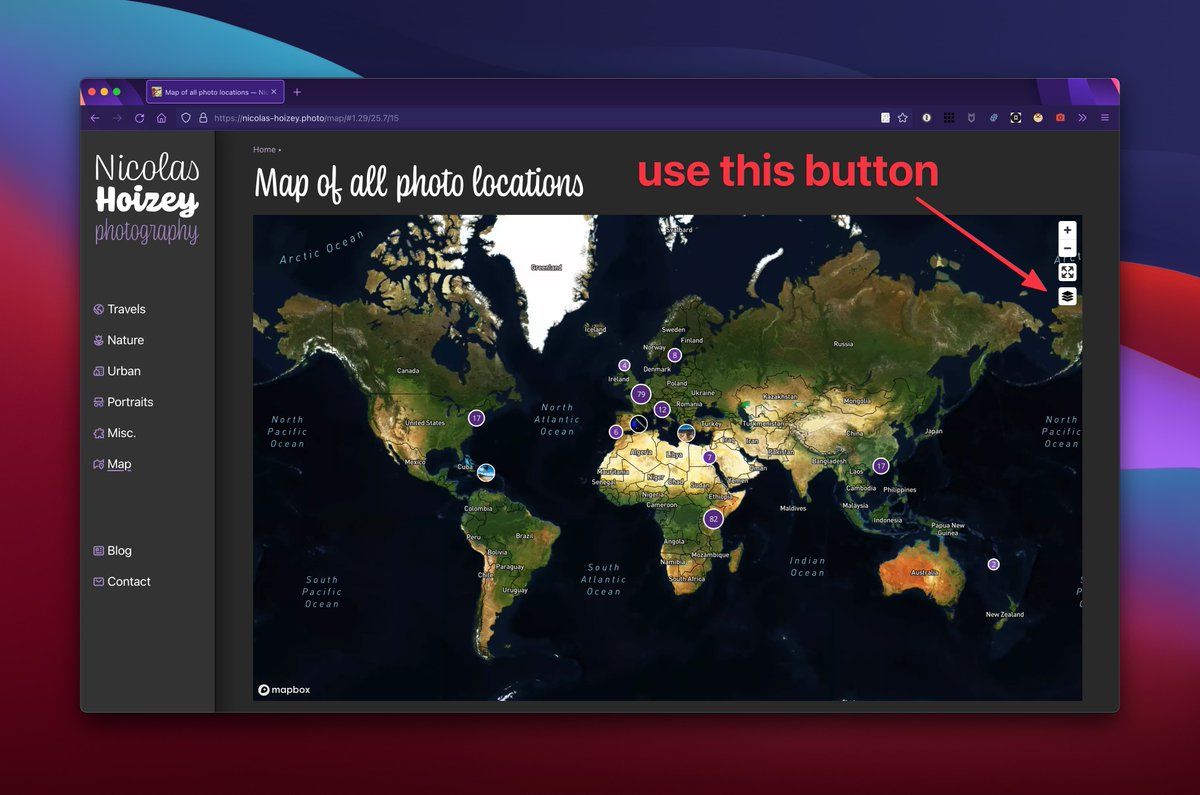 Map of all photo locations — Nic
https://nicolas-hoizey.photo/map/#1.29/25.7/15
Nicolas
Hoizey
photography
Travels
Nature
Urban
Portraits
Misc.
Map
Blog
Contact
Home •
Map of all photo locations
use this button
Arctic Ocean
Svalbard
Greenland
Iceland
Sweden
Finland
Norway
Russia
8
4
Denmark
Canada
Ireland
Poland
79
Ukraine
Kazakhstan
Mongolia
12
Romania
North
Pacific
Ocean
17
United States
North
Atlantic
Ocean
6
Turkey
Turkmenistan
China
Japan
North
Pacific
Ocean
Iraq
Iran
Algeria
Libya
7
Pakistan
Mexico
Cuba
Bangladesh
17
Mauritania
Niger
Chad
Sudan
Yemen
Oman
Laos
Senegal
Cambodia
Philippines
Nigeria
Ethiopia
Cameroon
Maldives
Malaysia
Colombia
82
Indonesia
Papua New
Guinea
Peru
Brazil
Angola
Bolivia
Mozambique
Indian
Ocean
Namibia
Paraguay
Chile
South
Pacific
Ocean
South
Atlantic
Ocean
South Africa
Australia
2
Uruguay
New Zealand
mapbox